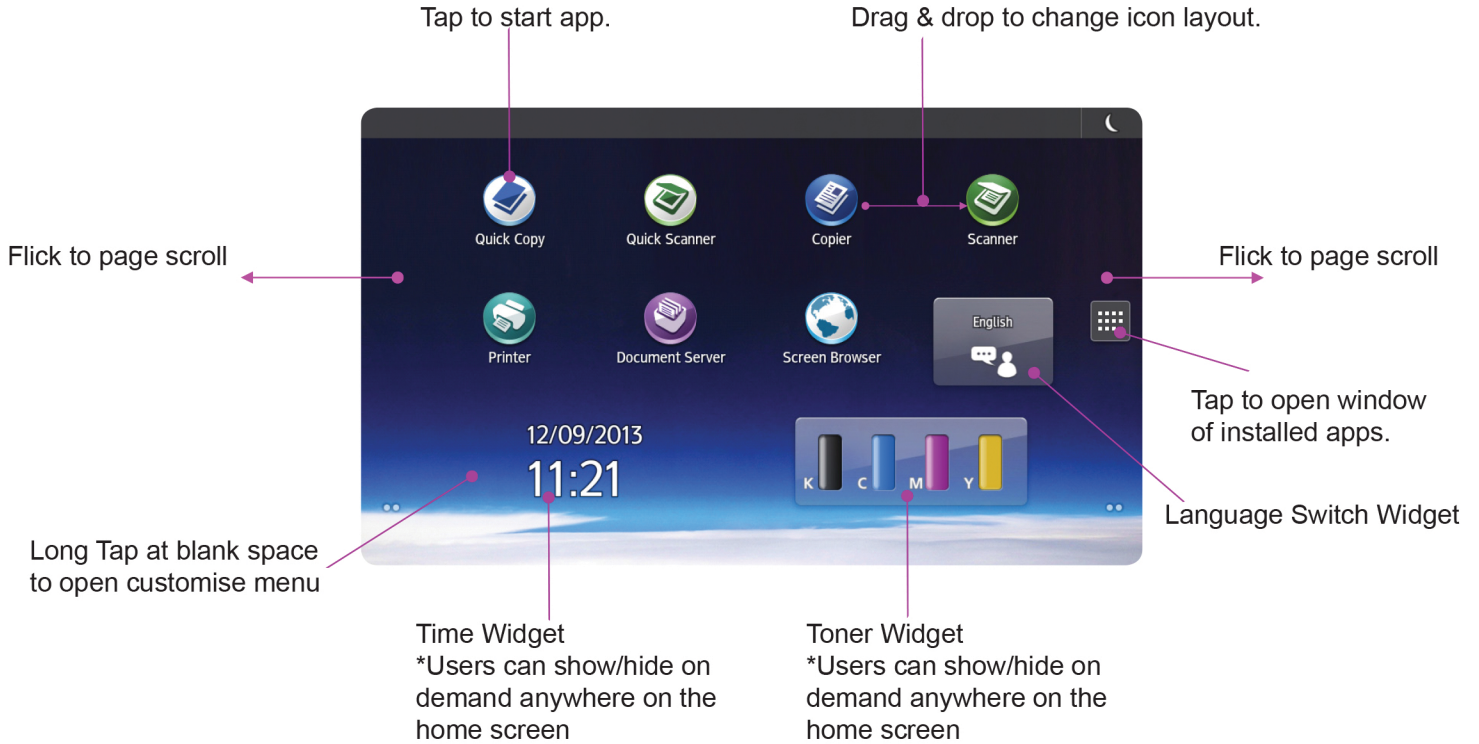 Tap to start app.
Drag & drop to change icon layout.
Quick Copy
Quick Scanner
Copier
Scanner
Flick to page scroll
Flick to page scroll
English
Printer
Document Server
Screen Browser
Tap to open window
of installed apps.
12/09/2013
11:21
K
C
M
Y
Language Switch Widget
Long Tap at blank space
to open customise menu
Time Widget
*Users can show/hide on
demand anywhere on the
home screen
Toner Widget
*Users can show/hide on
demand anywhere on the
home screen